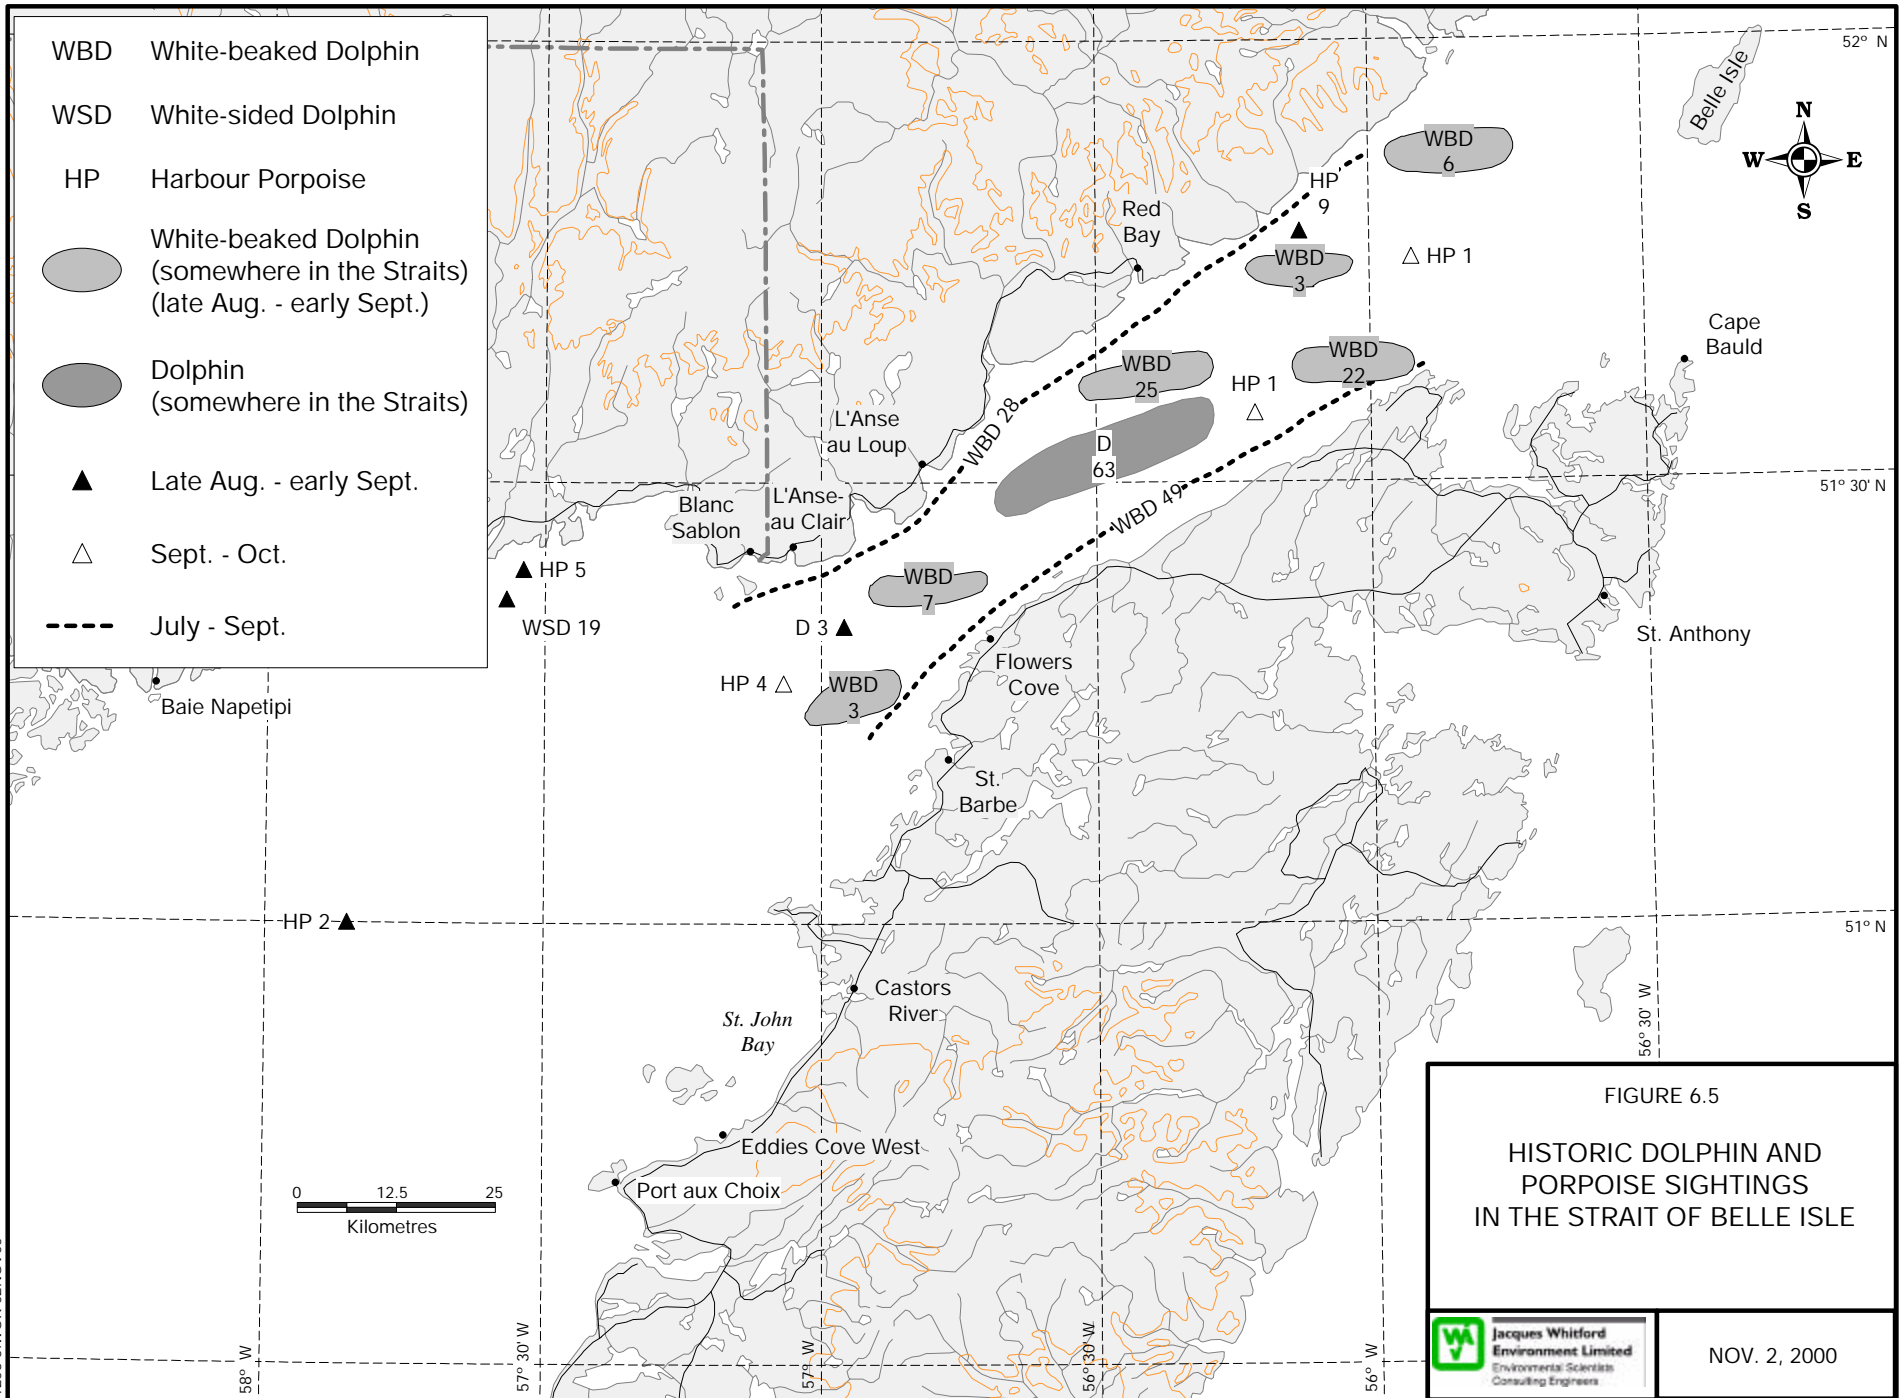 WBD White-beaked Dolphin
WSD White-sided Dolphin
HP Harbour Porpoise
White-beaked Dolphin
(somewhere in the Straits)
(late Aug. - early Sept.)
Dolphin
(somewhere in the Straits)
Late Aug. - early Sept.
Sept. - Oct.
July - Sept.
52° N
Belle Isle
N
W E
S
WBD
6
HP
9
Red
Bay
WBD
3
HP 1
Cape
Bauld
WBD
25
WBD
22
HP 1
WBD 28
L'Anse
au Loup
D
63
51° 30' N
WBD 49
Blanc
Sablon
L'Anse-
au Clair
HP 5
WSD 19
WBD
7
D 3
St. Anthony
Flowers
Cove
HP 4
WBD
3
Baie Napetipi
St.
Barbe
HP 2
51° N
Castors
River
St. John
Bay
56° 30' W
Eddies Cove West
Port aux Choix
0 12.5 25
Kilometres
58° W
57° 30' W
57° W
56° 30' W
56° W
FIGURE 6.5
HISTORIC DOLPHIN AND
PORPOISE SIGHTINGS
IN THE STRAIT OF BELLE ISLE
Jacques Whitford
Environment Limited
Environmental Scientists
Consulting Engineers
NOV. 2, 2000